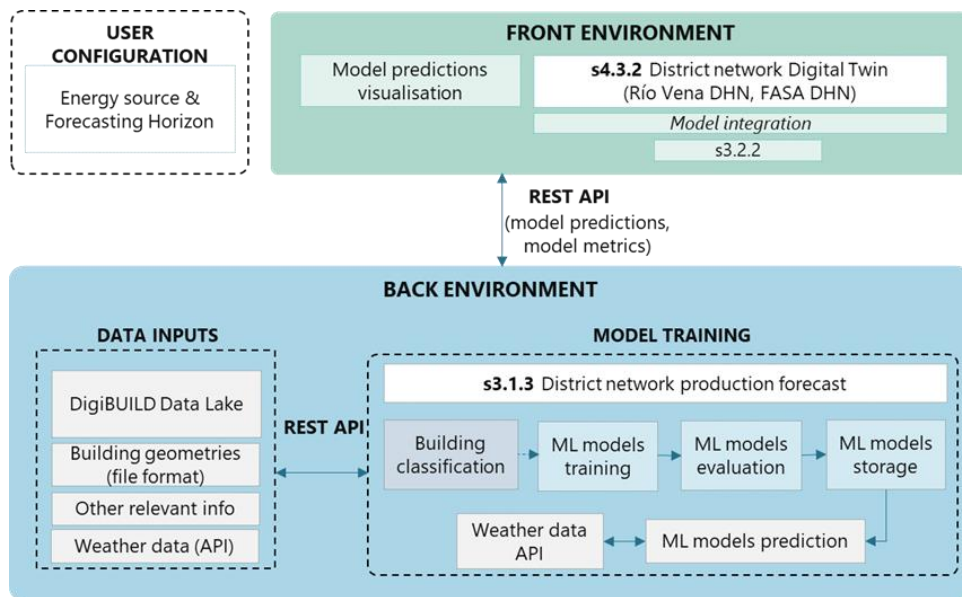 USER
CONFIGURATION
Energy source &
Forecasting Horizon
FRONT ENVIRONMENT
Model predictions
visualisation
s4.3.2 District network Digital Twin
(Río Vena DHN, FASA DHN)
Model integration
s3.2.2
REST API
(model predictions,
model metrics)
BACK ENVIRONMENT
DATA INPUTS
DigiBUILD Data Lake
Building geometries
(file format)
Other relevant info
Weather data (API)
REST API
MODEL TRAINING
s3.1.3 District network production forecast
Building
classification
ML models
training
ML models
evaluation
ML models
storage
Weather data
API
ML models prediction